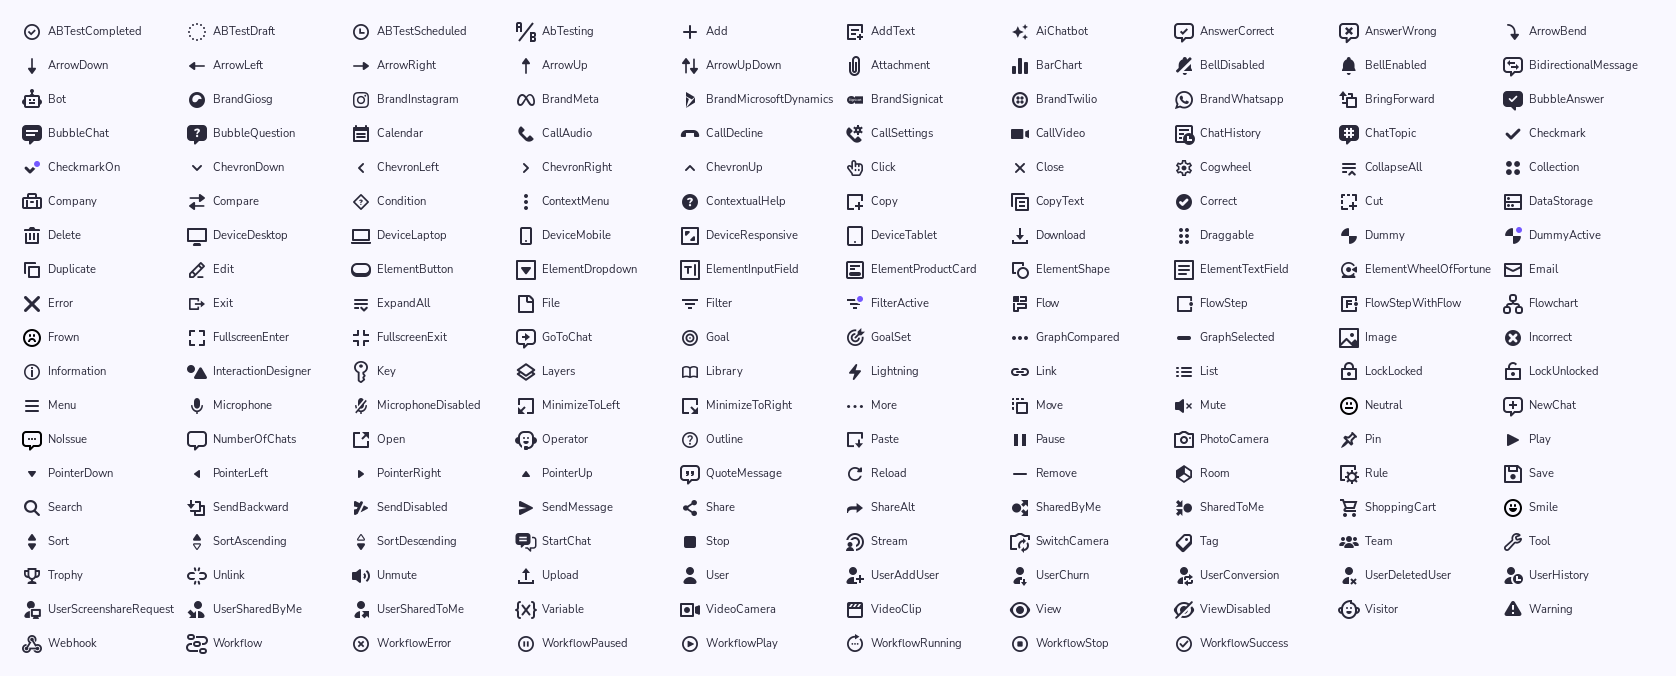 ABTestCompleted ABTestDraft ABTestScheduled AbTesting Add AddText AiChatbot AnswerCorrect AnswerWrong ArrowBend
ArrowDown ArrowLeft ArrowRight ArrowUp ArrowUpDown Attachment BarChart BellDisabled BellEnabled BidirectionalMessage
Bot BrandGiosg BrandInstagram BrandMeta BrandMicrosoftDynamics BrandSignicat BrandTwilio BrandWhatsapp BringForward BubbleAnswer
BubbleChat BubbleQuestion Calendar CallAudio CallDecline CallSettings CallVideo ChatHistory ChatTopic Checkmark
CheckmarkOn ChevronDown ChevronLeft ChevronRight ChevronUp Click Close Cogwheel CollapseAll Collection
Company Compare Condition ContextMenu ContextualHelp Copy CopyText Correct Cut DataStorage
Delete DeviceDesktop DeviceLaptop DeviceMobile DeviceResponsive DeviceTablet Download Draggable Dummy DummyActive
Duplicate Edit ElementButton ElementDropdown ElementInputField ElementProductCard ElementShape ElementTextField ElementWheelOfFortune Email
Error Exit ExpandAll File Filter FilterActive Flow FlowStep FlowStepWithFlow Flowchart
Frown FullscreenEnter FullscreenExit GoToChat Goal GoalSet GraphCompared GraphSelected Image Incorrect
Information InteractionDesigner Key Layers Library Lightning Link List LockLocked LockUnlocked
Menu Microphone MicrophoneDisabled MinimizeToLeft MinimizeToRight More Move Mute Neutral NewChat
NoIssue NumberOfChats Open Operator Outline Paste Pause PhotoCamera Pin Play
PointerDown PointerLeft PointerRight PointerUp QuoteMessage Reload Remove Room Rule Save
Search SendBackward SendDisabled SendMessage Share ShareAlt SharedByMe SharedToMe ShoppingCart Smile
Sort SortAscending SortDescending StartChat Stop Stream SwitchCamera Tag Team Tool
Trophy Unlink Unmute Upload User UserAddUser UserChurn UserConversion UserDeletedUser UserHistory
UserScreenshareRequest UserSharedByMe UserSharedToMe Variable VideoCamera VideoClip View ViewDisabled Visitor Warning
Webhook Workflow WorkflowError WorkflowPaused WorkflowPlay WorkflowRunning WorkflowStop WorkflowSuccess